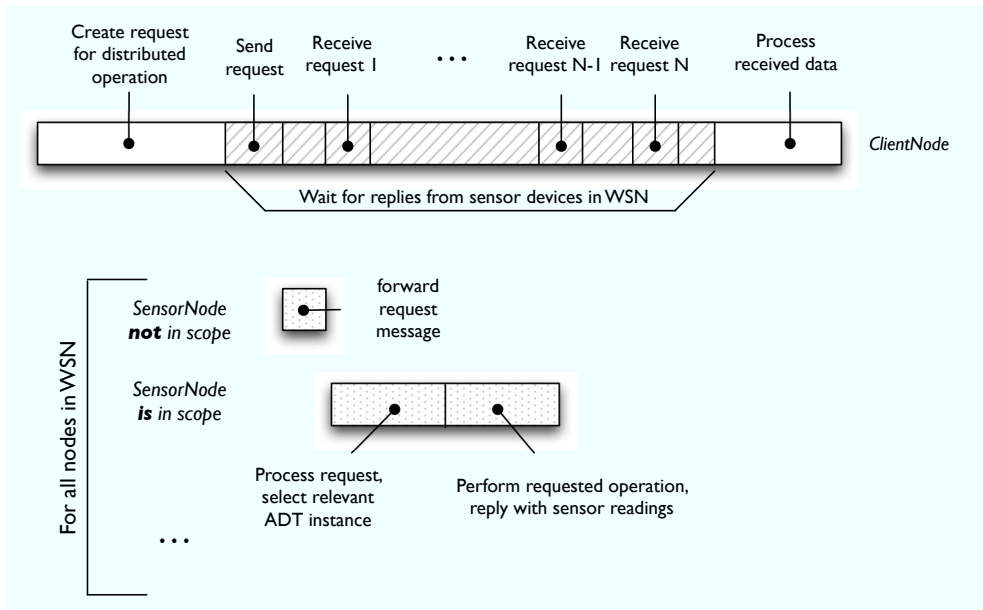 Create request
for distributed
operation
Send
request
Receive
request 1
...
Receive
request N-1
Receive
request N
Process
received data
ClientNode
Wait for replies from sensor devices in WSN
For all nodes in WSN
SensorNode
not in scope
forward
request
message
SensorNode
is in scope
Process request,
select relevant
ADT instance
Perform requested operation,
reply with sensor readings
...